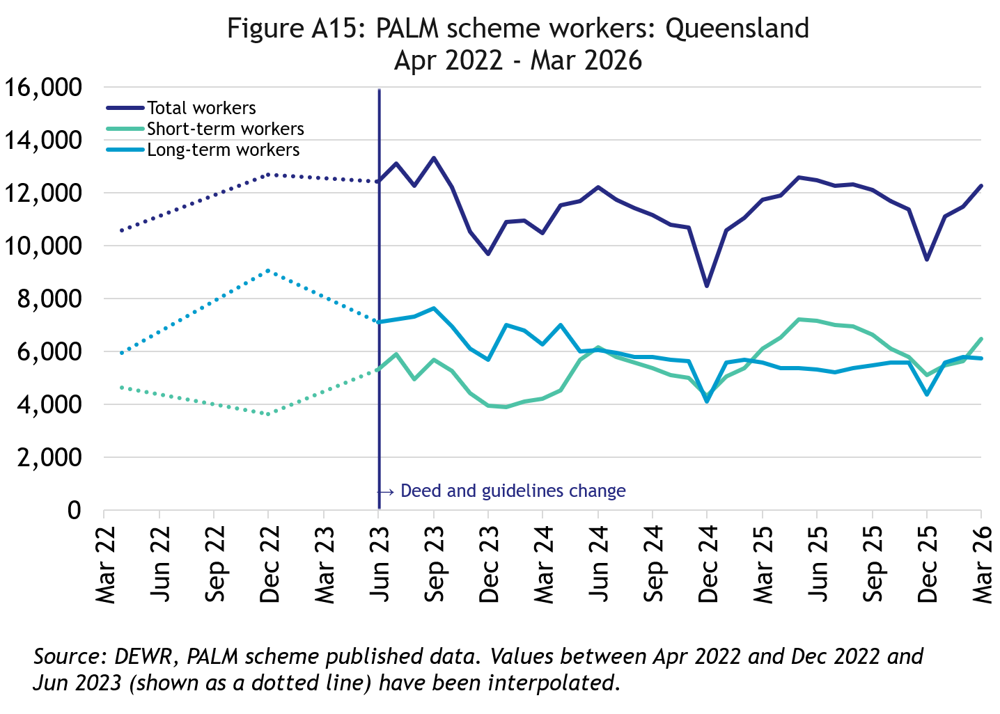 Figure A15: PALM scheme workers: Queensland
Apr 2022 - Mar 2026
16,000
14,000
12,000
10,000
8,000
6,000
4,000
2,000
0
Total workers
Short-term workers
Long-term workers
→ Deed and guidelines change
Mar 22
Jun 22
Sep 22
Dec 22
Mar 23
Jun 23
Sep 23
Dec 23
Mar 24
Jun 24
Sep 24
Dec 24
Mar 25
Jun 25
Sep 25
Dec 25
Mar 26
Source: DEWR, PALM scheme published data. Values between Apr 2022 and Dec 2022 and
Jun 2023 (shown as a dotted line) have been interpolated.